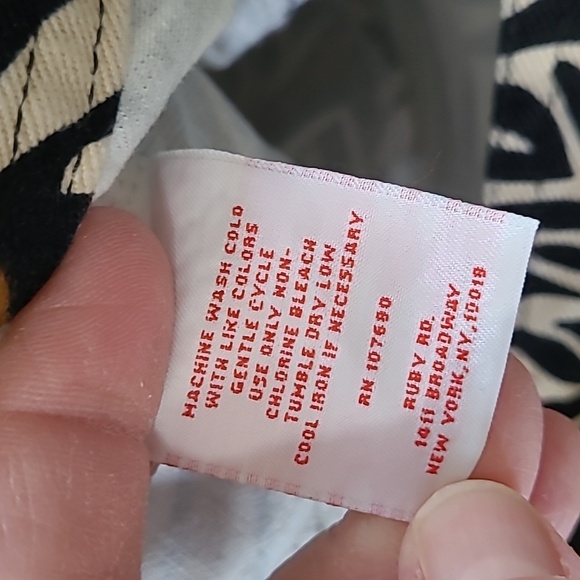 MACHINE WASH COLD
WITH LIKE COLORS
GENTLE CYCLE
USE ONLY NON-
CHLORINE BLEACH
TUMBLE DRY LOW
COOL IRON IF NECESSARY
RN 107690
RUBY RD.
1411 BROADWAY
NEW YORK, NY. 10018